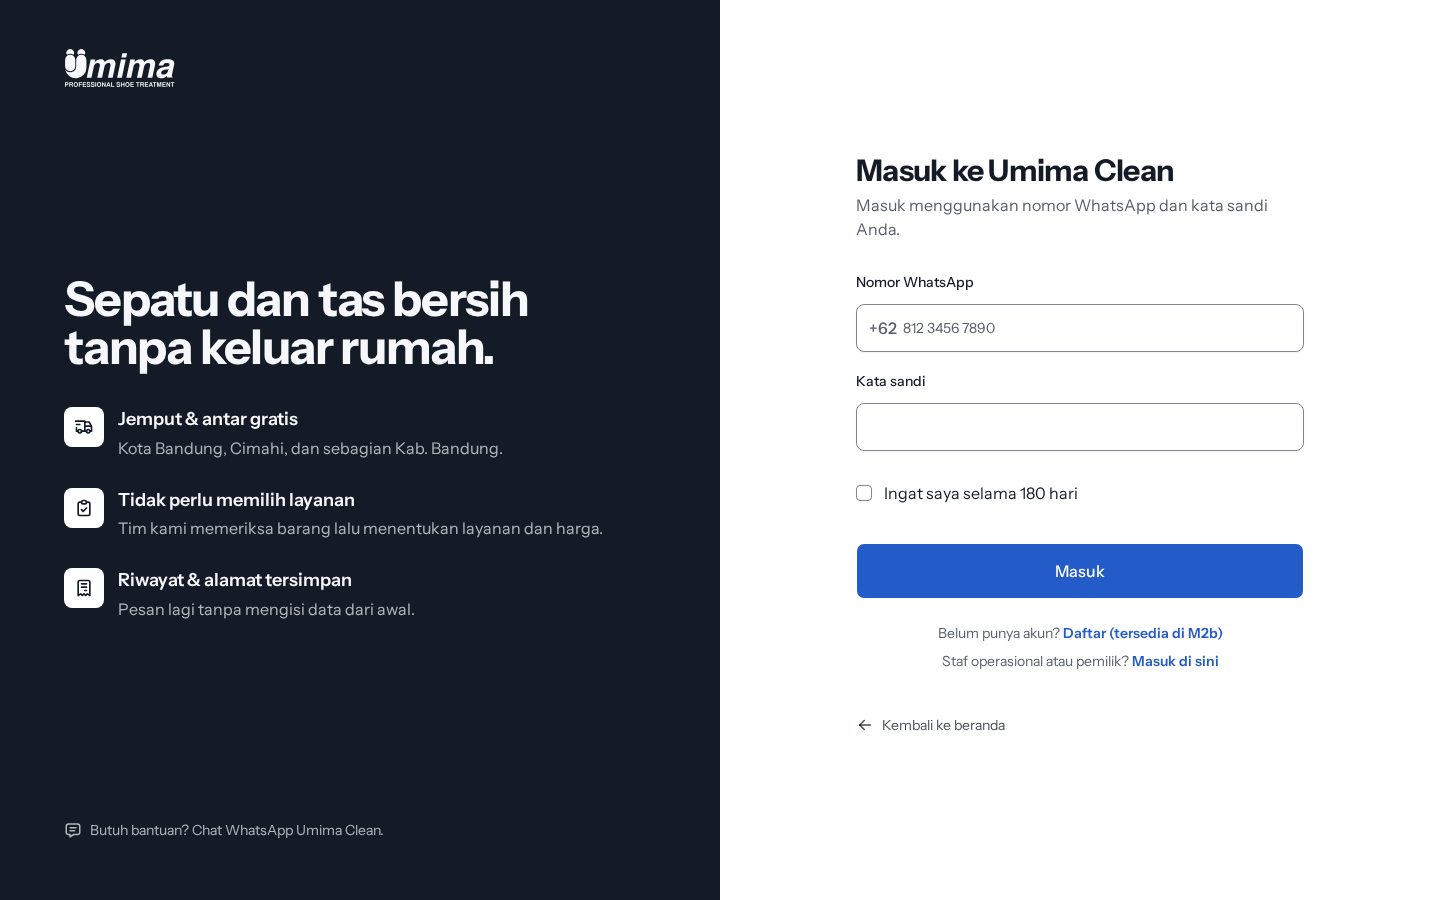 Ümima
PROFESSIONAL SHOE TREATMENT
Sepatu dan tas bersih
tanpa keluar rumah.
Jemput & antar gratis
Kota Bandung, Cimahi, dan sebagian Kab. Bandung.
Tidak perlu memilih layanan
Tim kami memeriksa barang lalu menentukan layanan dan harga.
Riwayat & alamat tersimpan
Pesan lagi tanpa mengisi data dari awal.
Butuh bantuan? Chat WhatsApp Umima Clean.
Masuk ke Umima Clean
Masuk menggunakan nomor WhatsApp dan kata sandi
Anda.
Nomor WhatsApp
+62 812 3456 7890
Kata sandi
Ingat saya selama 180 hari
Masuk
Belum punya akun? Daftar (tersedia di M2b)
Staf operasional atau pemilik? Masuk di sini
Kembali ke beranda